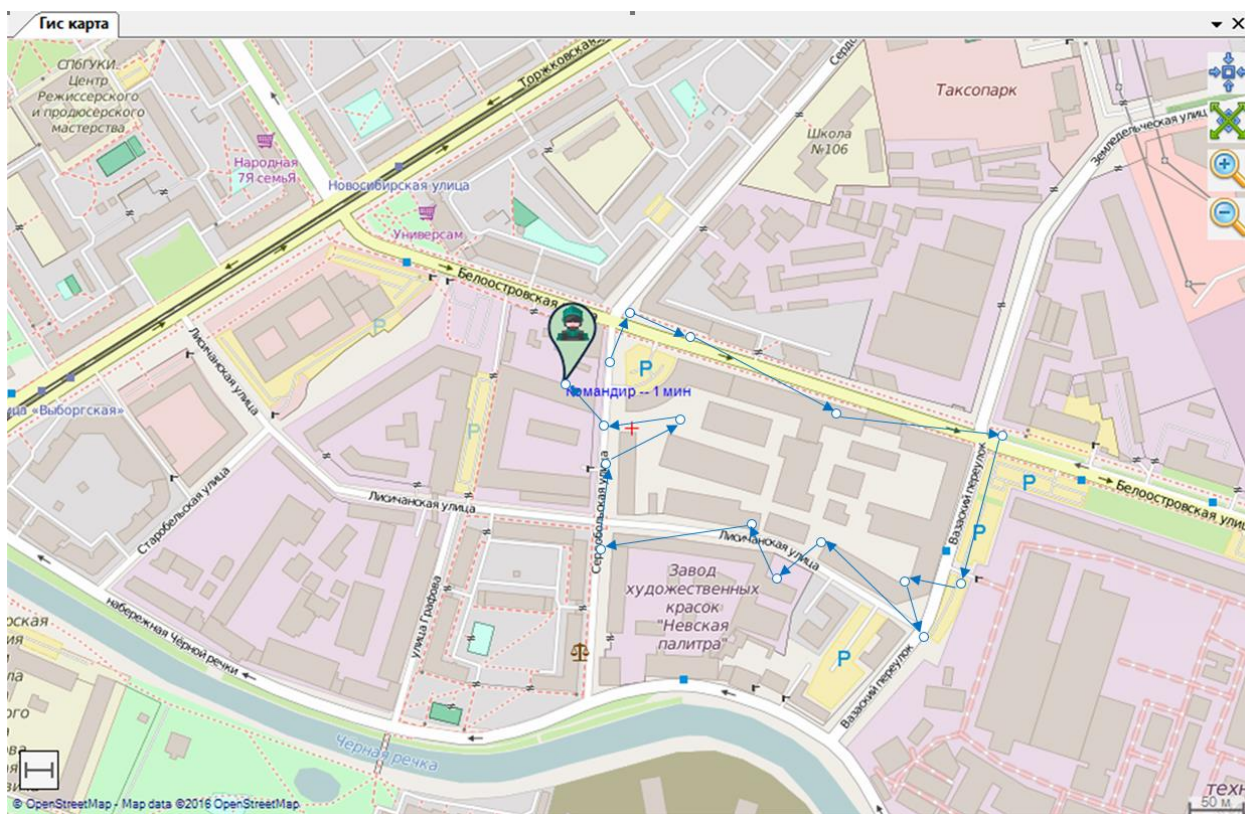 Гис карта
СПбГУКИ.
Центр
Режиссерского
и продюсерского
мастерства
Торжковская
Народная
7Я семьЯ
Новосибирская улица
Универсам
Таксопарк
Школа
№106
Земледельческая улица
Белоостровская
P
P
Командир -- 1 мин
«Выборгская»
Лисичанская улица
P
P
Белоостровская
Вазаский переулок
P
Лисичанская улица
Старобельская улица
Сердобольская улица
Лисичанская улица
Завод
художественных
красок
"Невская
палитра"
набережная Чёрной речки
улица Графова
P
Вазаский переулок
Чёрная речка
© OpenStreetMap - Map data ©2016 OpenStreetMap
50 м